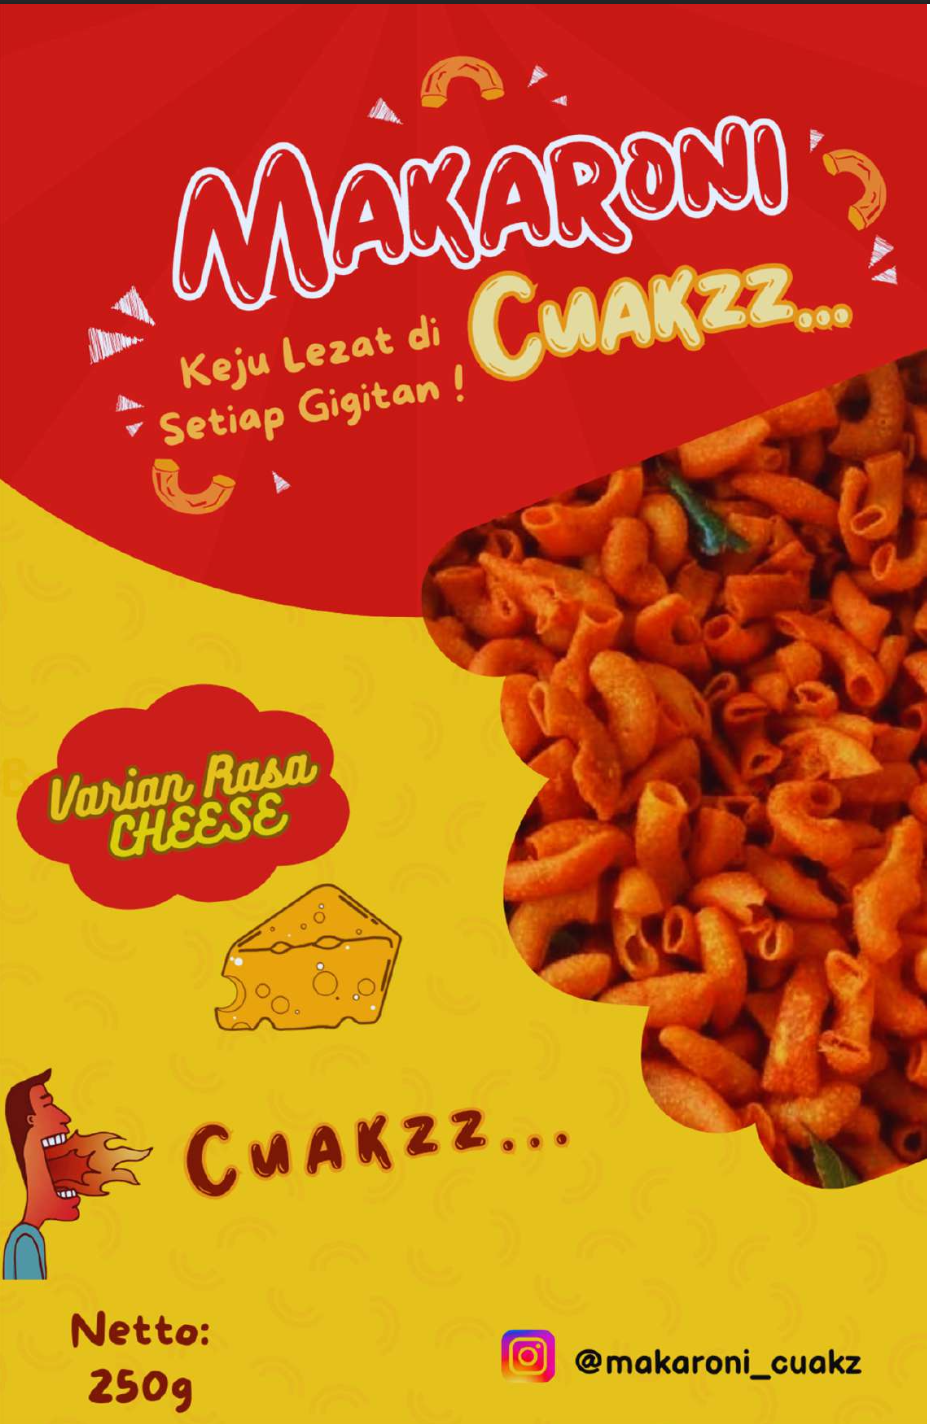 MAKARONI
CUAKZZ...
Keju Lezat di
Setiap Gigitan !
Varian Rasa
CHEESE
CUAKZZ...
Netto:
250g
@makaroni_cuakz